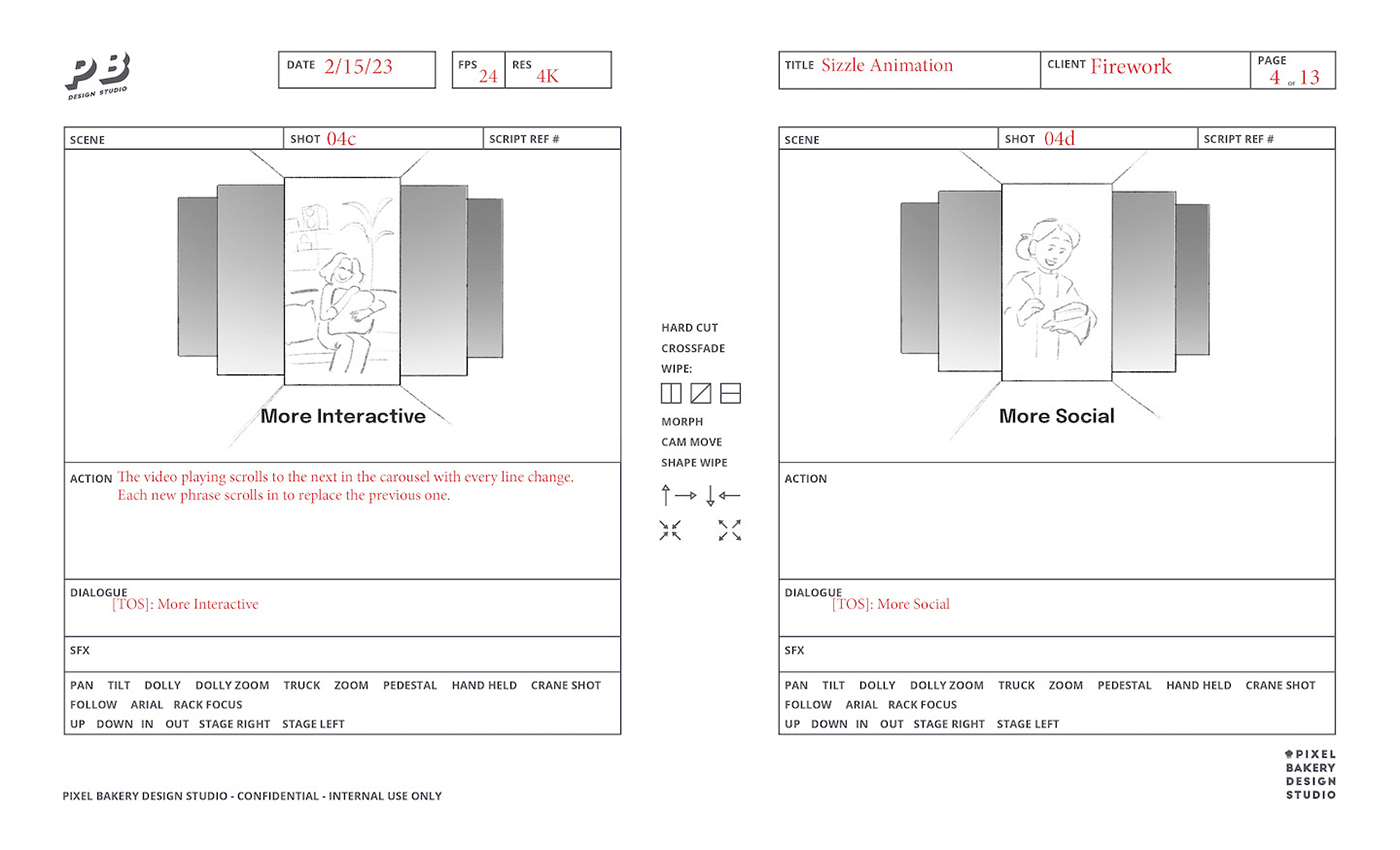 PB
DESIGN STUDIO
DATE 2/15/23
FPS 24
RES 4K
TITLE Sizzle Animation
CLIENT Firework
PAGE 4 OF 13
SCENE
SHOT 04c
SCRIPT REF #
More Interactive
ACTION The video playing scrolls to the next in the carousel with every line change.
Each new phrase scrolls in to replace the previous one.
DIALOGUE
[TOS]: More Interactive
SFX
PAN TILT DOLLY DOLLY ZOOM TRUCK ZOOM PEDESTAL HAND HELD CRANE SHOT
FOLLOW ARIAL RACK FOCUS
UP DOWN IN OUT STAGE RIGHT STAGE LEFT
HARD CUT
CROSSFADE
WIPE:
MORPH
CAM MOVE
SHAPE WIPE
SCENE
SHOT 04d
SCRIPT REF #
More Social
ACTION
DIALOGUE
[TOS]: More Social
SFX
PAN TILT DOLLY DOLLY ZOOM TRUCK ZOOM PEDESTAL HAND HELD CRANE SHOT
FOLLOW ARIAL RACK FOCUS
UP DOWN IN OUT STAGE RIGHT STAGE LEFT
PIXEL BAKERY DESIGN STUDIO - CONFIDENTIAL - INTERNAL USE ONLY
PIXEL
BAKERY
DESIGN
STUDIO